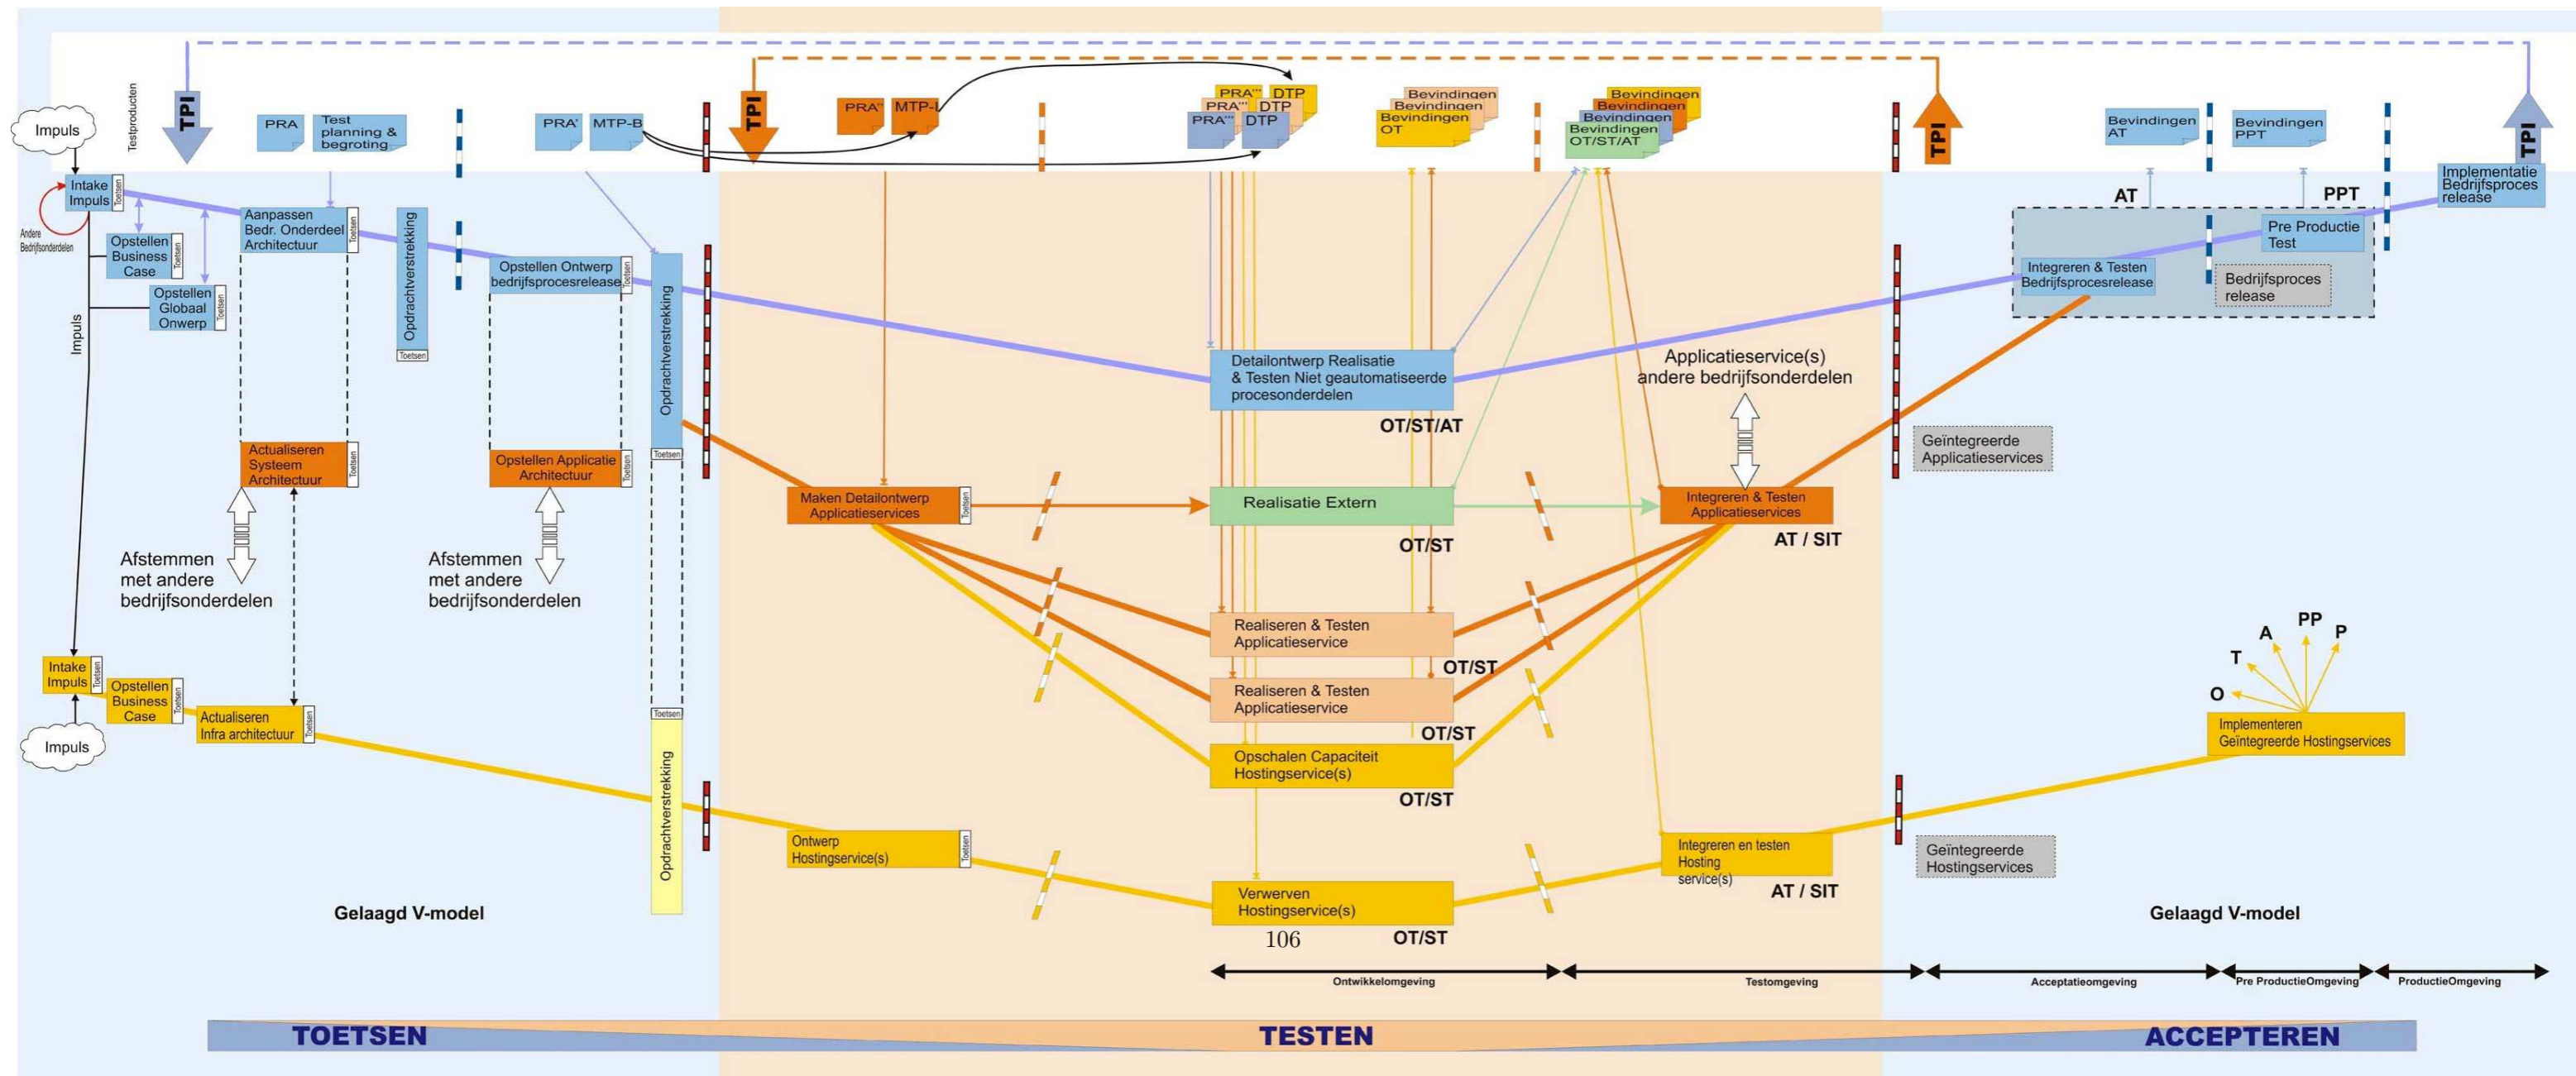 Impuls
Testproducten
TPI
PRA
Test
planning &
begroting
PRA'
MTP-B
TPI
PRA''
MTP-I
PRA'''
DTP
PRA'''
DTP
PRA'''
DTP
Bevindingen
Bevindingen
Bevindingen
OT
Bevindingen
Bevindingen
Bevindingen
Bevindingen
OT/ST/AT
TPI
Bevindingen
AT
Bevindingen
PPT
TPI
Intake
Impuls
Toetsen
Andere
Bedrijfsonderdelen
Opstellen
Business
Case
Toetsen
Opstellen
Globaal
Onwerp
Toetsen
Impuls
Aanpassen
Bedr. Onderdeel
Architectuur
Toetsen
Opdrachtverstrekking
Toetsen
Opstellen Ontwerp
bedrijfsprocesrelease
Toetsen
Opdrachtverstrekking
Toetsen
Actualiseren
Systeem
Architectuur
Toetsen
Opstellen Applicatie
Architectuur
Toetsen
Afstemmen
met andere
bedrijfsonderdelen
Afstemmen
met andere
bedrijfsonderdelen
Detailontwerp Realisatie
& Testen Niet geautomatiseerde
procesonderdelen
OT/ST/AT
Applicatieservice(s)
andere bedrijfsonderdelen
AT
PPT
Implementatie
Bedrijfsproces
release
Pre Productie
Test
Integreren & Testen
Bedrijfsprocesrelease
Bedrijfsproces
release
Geïntegreerde
Applicatieservices
Maken Detailontwerp
Applicatieservices
Toetsen
Realisatie Extern
OT/ST
Integreren & Testen
Applicatieservices
AT / SIT
Realiseren & Testen
Applicatieservice
OT/ST
Realiseren & Testen
Applicatieservice
OT/ST
Opschalen Capaciteit
Hostingservice(s)
OT/ST
Intake
Impuls
Toetsen
Opstellen
Business
Case
Toetsen
Impuls
Actualiseren
Infra architectuur
Toetsen
Toetsen
Opdrachtverstrekking
Ontwerp
Hostingservice(s)
Toetsen
Verwerven
Hostingservice(s)
OT/ST
Integreren en testen
Hosting
service(s)
AT / SIT
Geïntegreerde
Hostingservices
O
T
A
PP
P
Implementeren
Geïntegreerde Hostingservices
Gelaagd V-model
106
Gelaagd V-model
Ontwikkelomgeving
Testomgeving
Acceptatieomgeving
Pre ProductieOmgeving
ProductieOmgeving
TOETSEN
TESTEN
ACCEPTEREN